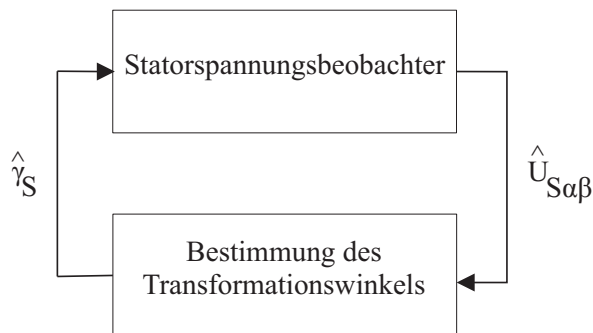 Statorspannungsbeobachter
γ̂S
ÛSαβ
Bestimmung des
Transformationswinkels